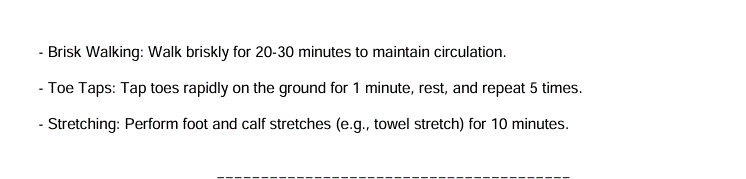 - Brisk Walking: Walk briskly for 20-30 minutes to maintain circulation.
- Toe Taps: Tap toes rapidly on the ground for 1 minute, rest, and repeat 5 times.
- Stretching: Perform foot and calf stretches (e.g., towel stretch) for 10 minutes.
_______________________________________